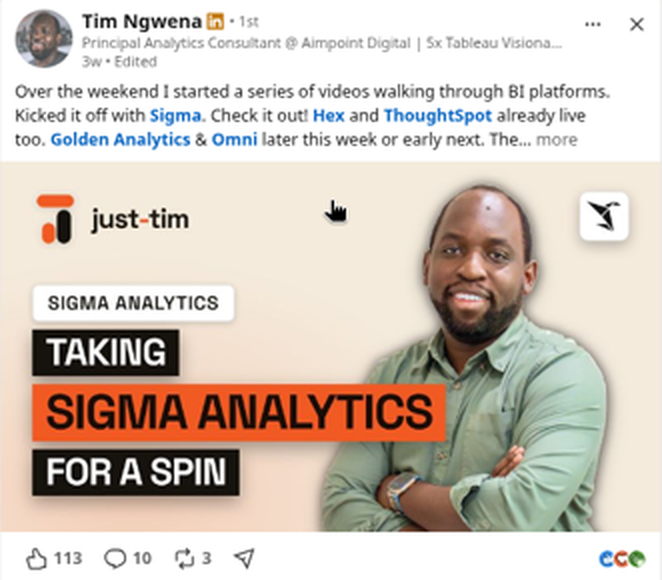 Tim Ngwena in • 1st
Principal Analytics Consultant @ Aimpoint Digital | 5x Tableau Visiona...
3w • Edited
Over the weekend I started a series of videos walking through BI platforms.
Kicked it off with Sigma. Check it out! Hex and ThoughtSpot already live
too. Golden Analytics & Omni later this week or early next. The... more
just-tim
SIGMA ANALYTICS
TAKING
SIGMA ANALYTICS
FOR A SPIN
113 10 3